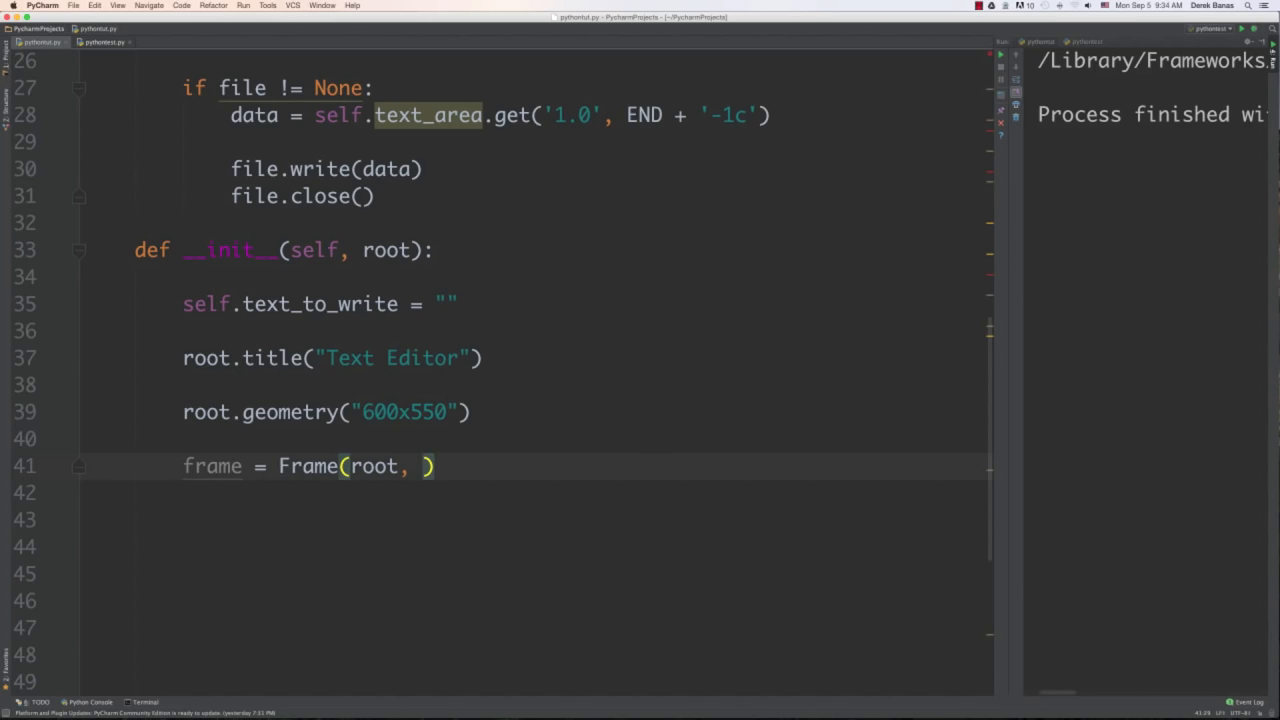 PyCharm File Edit View Navigate Code Refactor Run Tools VCS Window Help 10 Mon Sep 5 9:34 AM Derek Banas
pythontut.py - PycharmProjects - [~/PycharmProjects]
PycharmProjects pythontut.py pythontest
pythontut.py pythontest.py Run: pythontut pythontest
26
27 if file != None:
28 data = self.text_area.get('1.0', END + '-1c')
29
30 file.write(data)
31 file.close()
32
33 def __init__(self, root):
34
35 self.text_to_write = ""
36
37 root.title("Text Editor")
38
39 root.geometry("600x550")
40
41 frame = Frame(root, )
42
43
44
45
46
47
48
49
/Library/Frameworks
Process finished wi
1: Project
7: Structure
2: Favorites
Run
6: TODO Python Console Terminal Event Log
Platform and Plugin Updates: PyCharm Community Edition is ready to update. (yesterday 7:51 PM) 41:29 LF÷ UTF-8÷